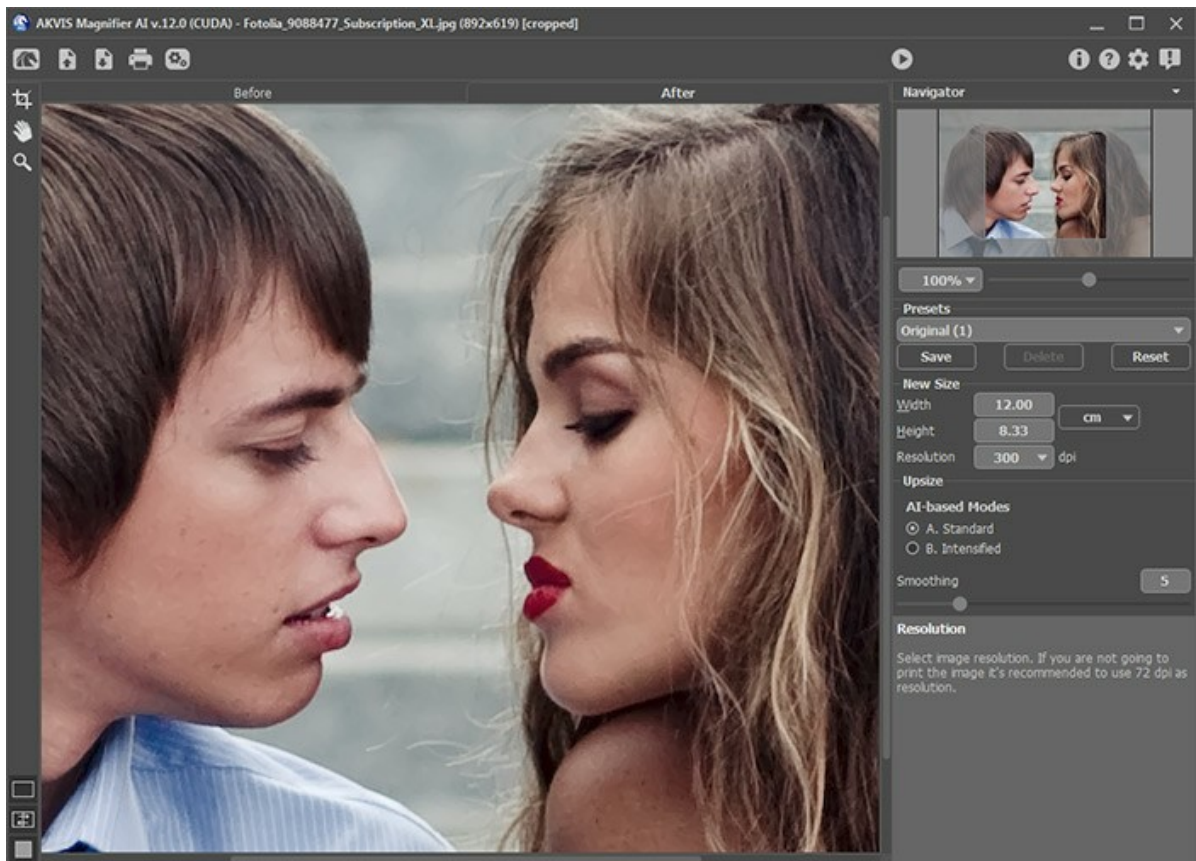 AKVIS Magnifier AI v.12.0 (CUDA) - Fotolia_9088477_Subscription_XL.jpg (892x619) [cropped]
Before
After
Navigator
100%
Presets
Original (1)
Save Delete Reset
New Size
Width 12.00
cm
Height 8.33
Resolution 300 dpi
Upsize
AI-based Modes
A. Standard
B. Intensified
Smoothing 5
Resolution
Select image resolution. If you are not going to
print the image it's recommended to use 72 dpi as
resolution.